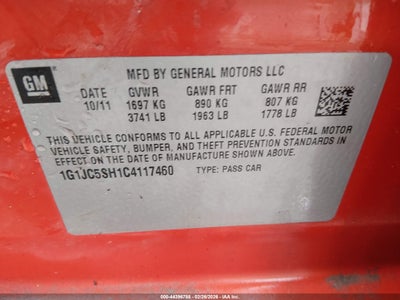 GM
MFD BY GENERAL MOTORS LLC
DATE GVWR GAWR FRT GAWR RR
10/11 1697 KG 890 KG 807 KG
3741 LB 1963 LB 1778 LB
THIS VEHICLE CONFORMS TO ALL APPLICABLE U.S. FEDERAL MOTOR
VEHICLE SAFETY, BUMPER, AND THEFT PREVENTION STANDARDS IN
EFFECT ON THE DATE OF MANUFACTURE SHOWN ABOVE.
1G1JC5SH1C4117460 TYPE: PASS CAR